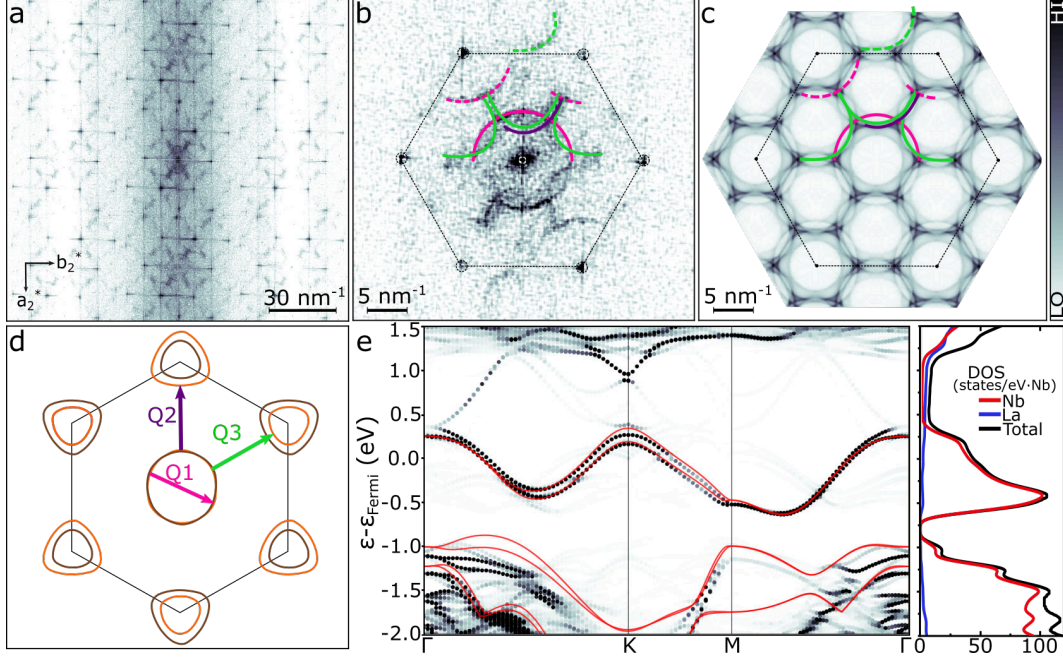 a
b₂*
a₂*
30 nm⁻¹
b
5 nm⁻¹
c
5 nm⁻¹
LO
d
Q2
Q3
Q1
e
ε-ε_Fermi (eV)
1.5
1.0
0.5
0.0
-0.5
-1.0
-1.5
-2.0
Γ
K
M
Γ
DOS
(states/eV·Nb)
Nb
La
Total
0
50
100